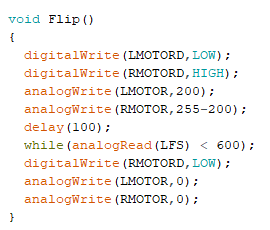 void Flip()
{
  digitalWrite(LMOTORD,LOW);
  digitalWrite(RMOTORD,HIGH);
  analogWrite(LMOTOR,200);
  analogWrite(RMOTOR,255-200);
  delay(100);
  while(analogRead(LFS) < 600);
  digitalWrite(RMOTORD,LOW);
  analogWrite(LMOTOR,0);
  analogWrite(RMOTOR,0);
}